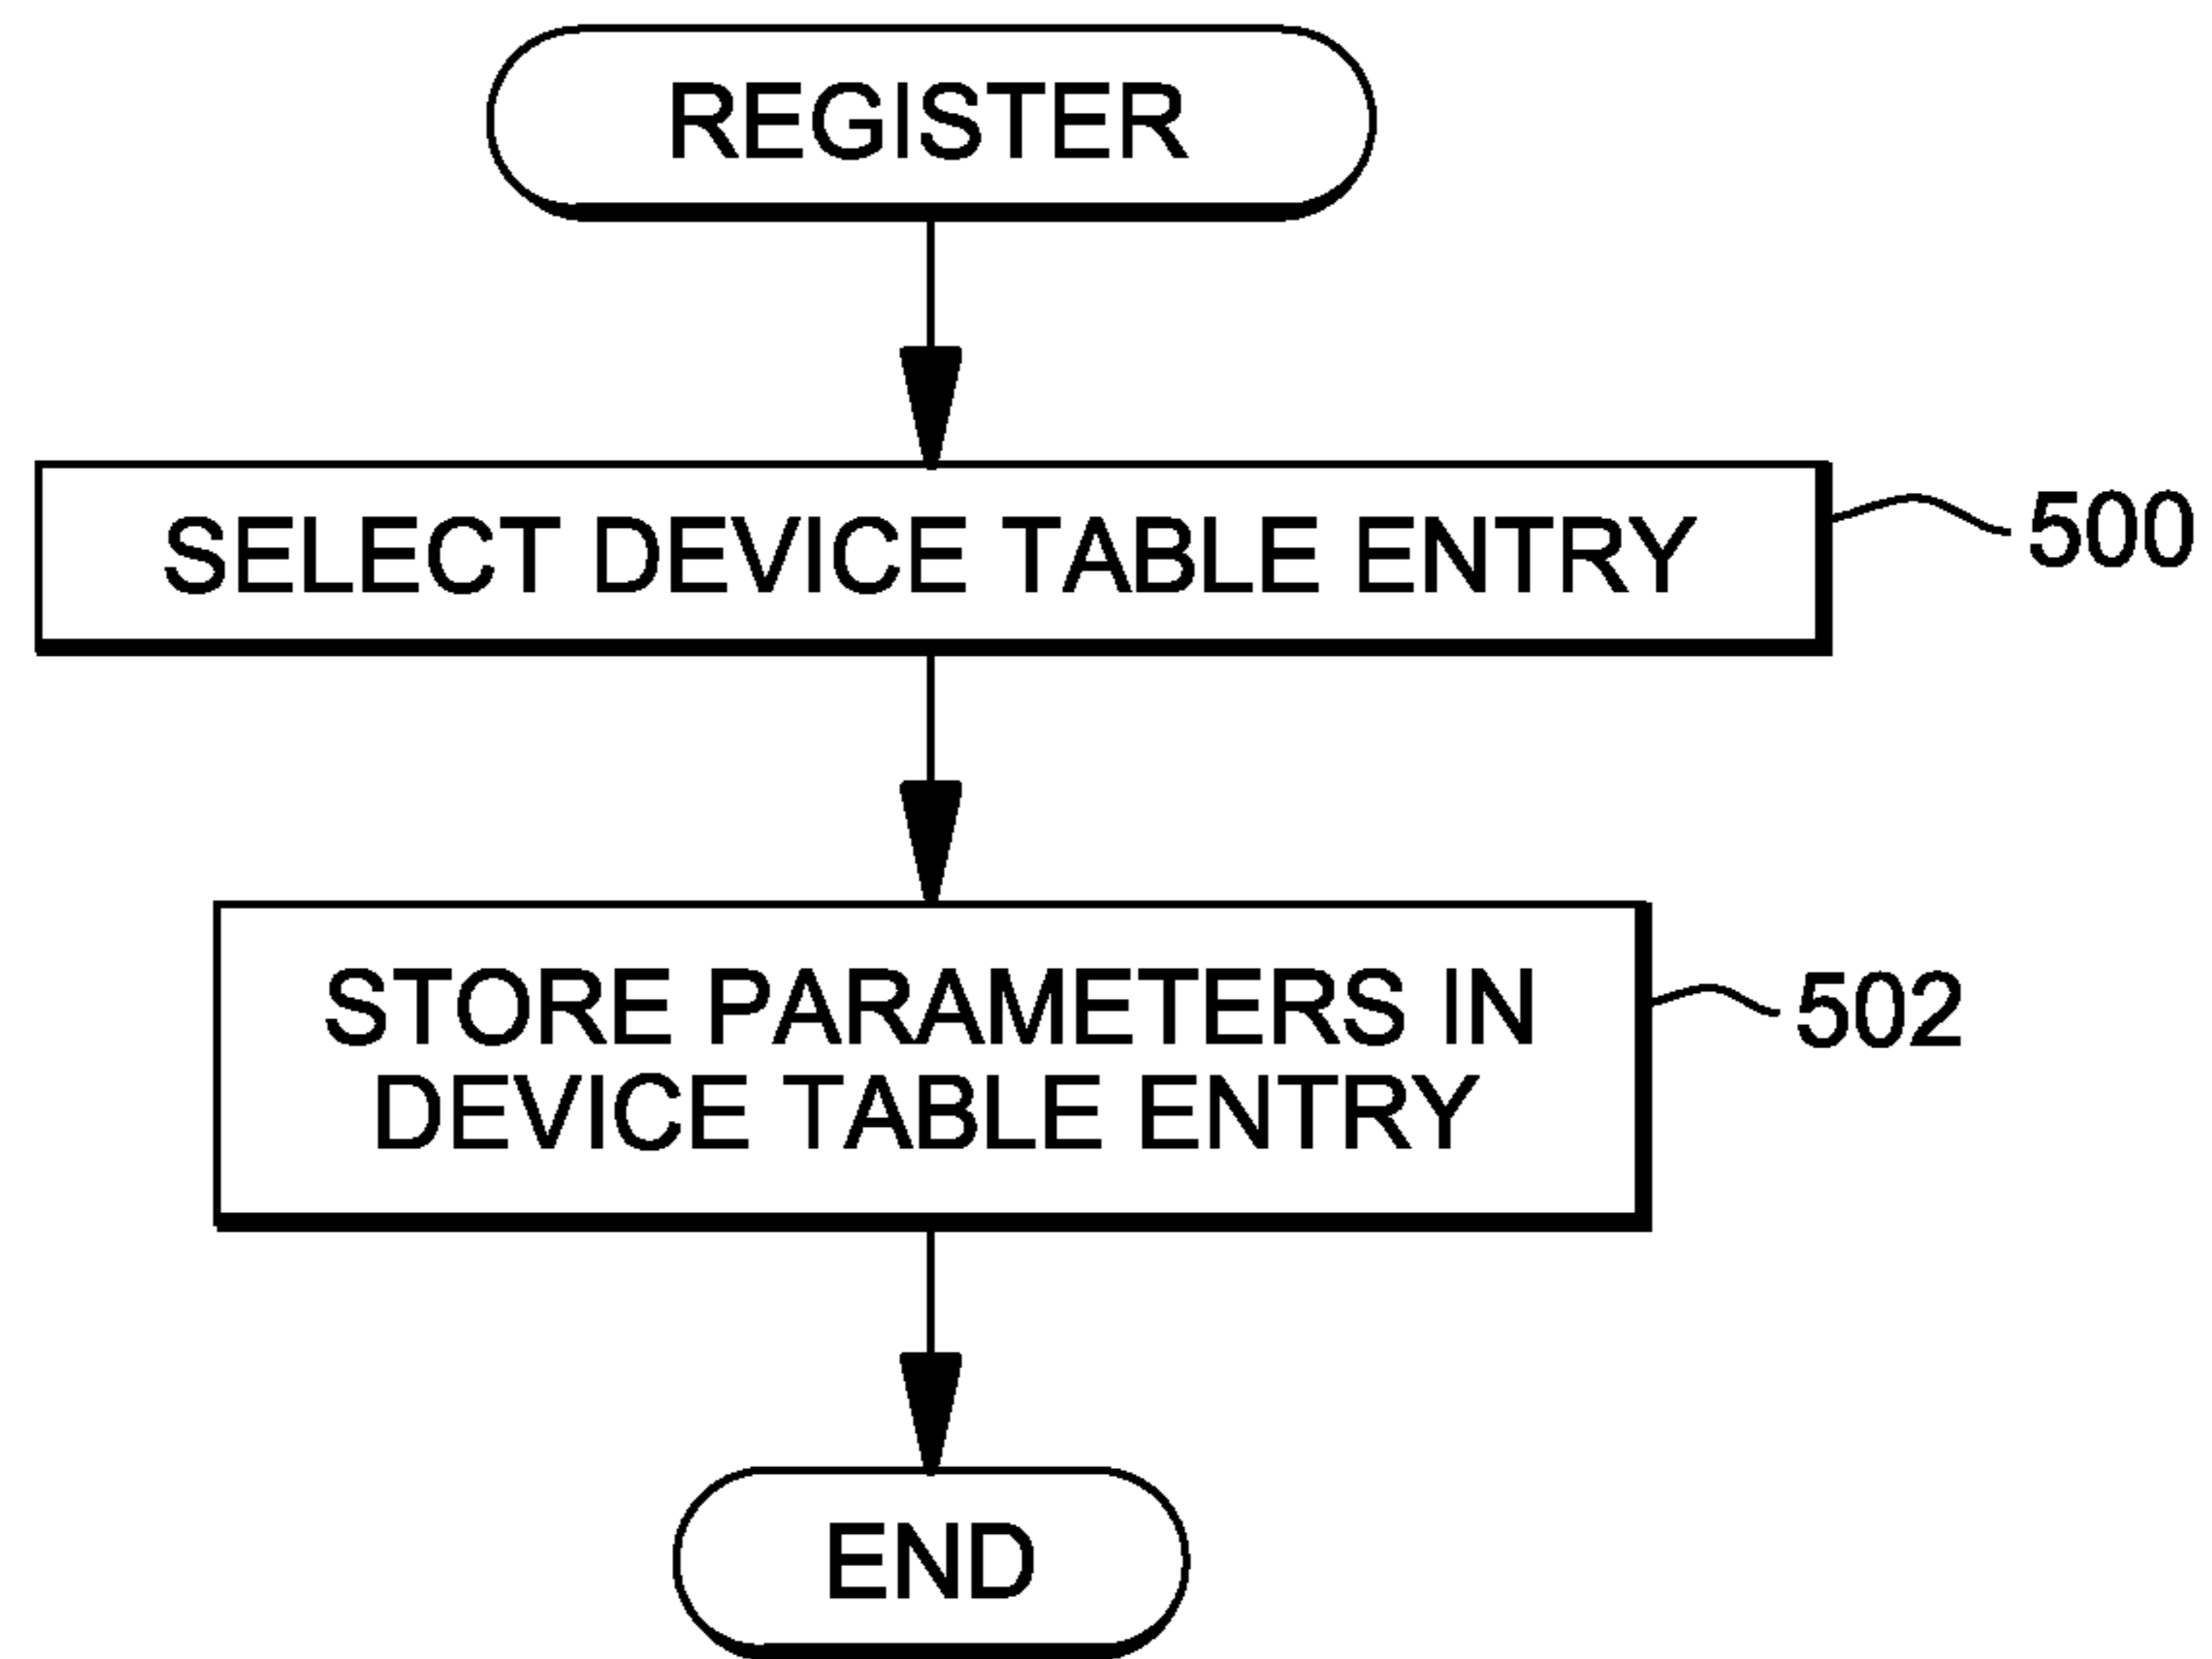 REGISTER
SELECT DEVICE TABLE ENTRY
500
STORE PARAMETERS IN
DEVICE TABLE ENTRY
502
END